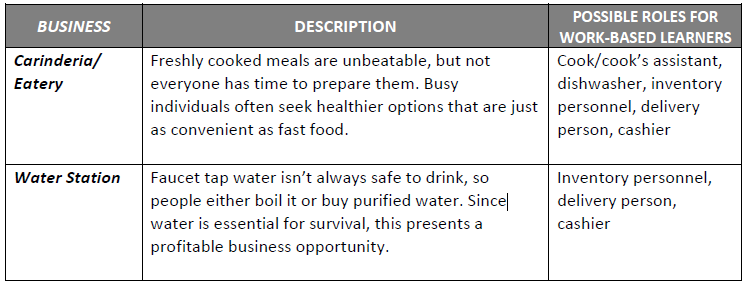 BUSINESS DESCRIPTION POSSIBLE ROLES FOR
WORK-BASED LEARNERS
Carinderia/ Freshly cooked meals are unbeatable, but not Cook/cook's assistant,
Eatery everyone has time to prepare them. Busy dishwasher, inventory
individuals often seek healthier options that are just personnel, delivery
as convenient as fast food. person, cashier
Water Station Faucet tap water isn't always safe to drink, so Inventory personnel,
people either boil it or buy purified water. Since delivery person,
water is essential for survival, this presents a cashier
profitable business opportunity.